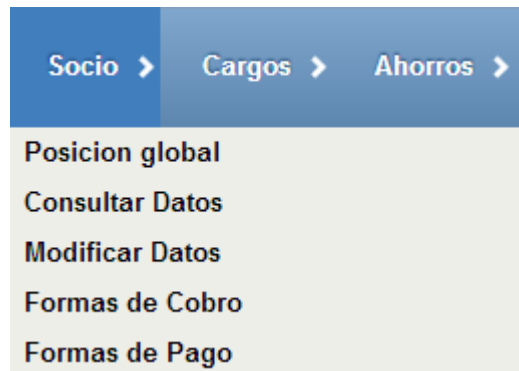 Socio Cargos Ahorros
Posicion global
Consultar Datos
Modificar Datos
Formas de Cobro
Formas de Pago